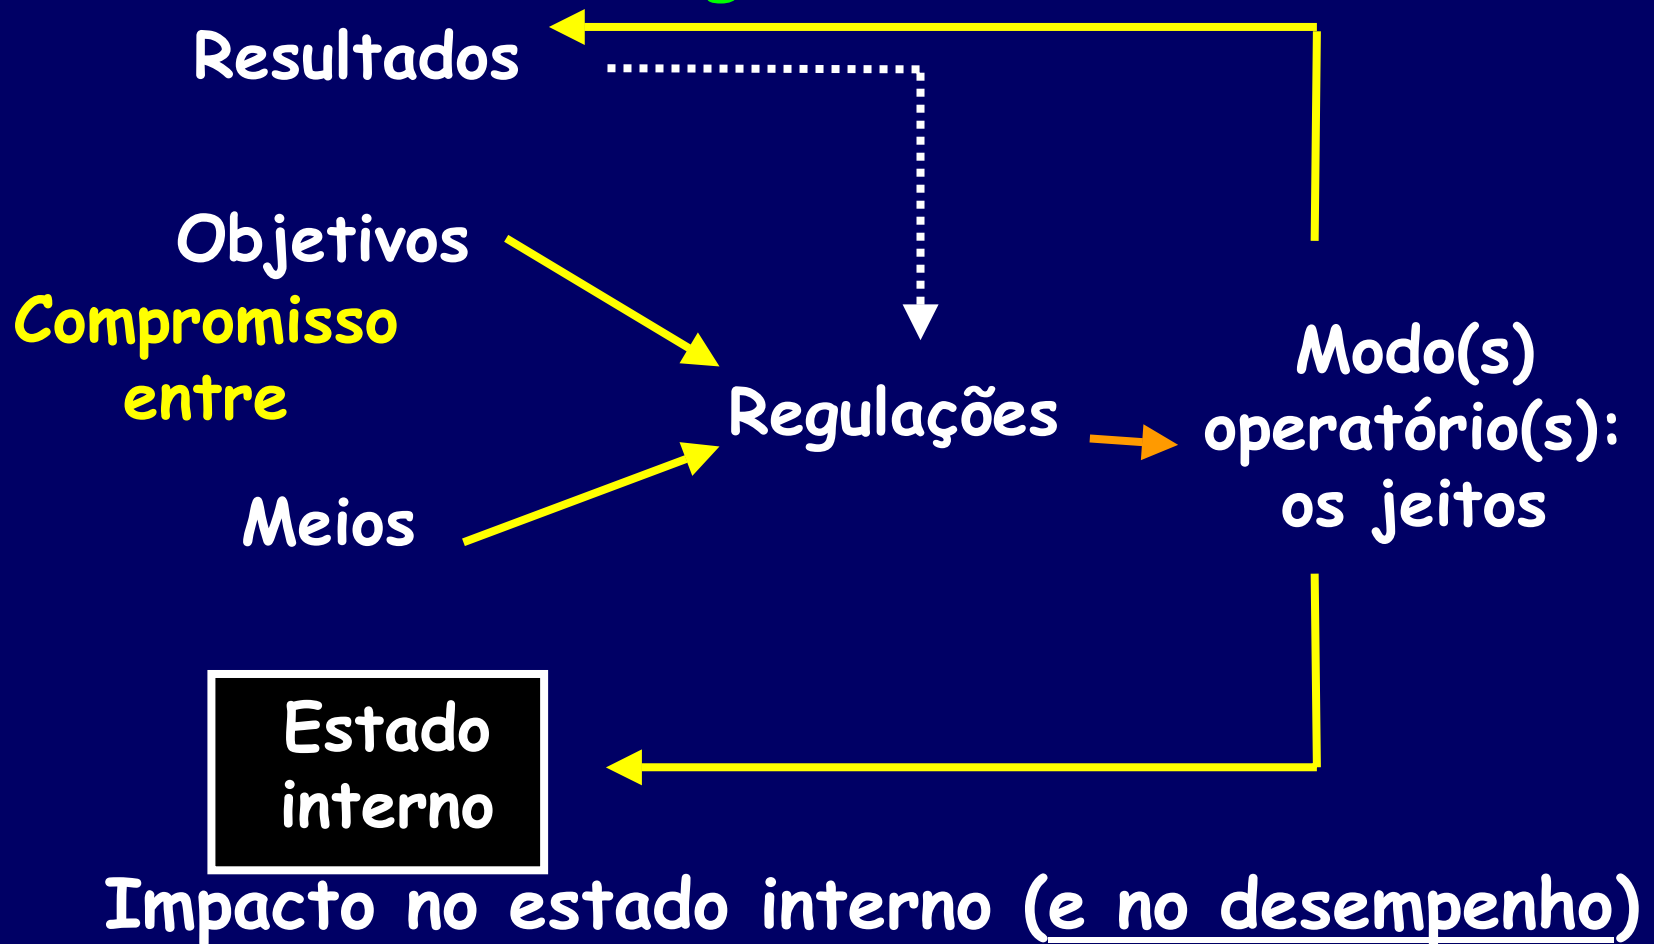 Resultados
Objetivos
Compromisso
entre
Meios
Regulações
Modo(s)
operatório(s):
os jeitos
Estado
interno
Impacto no estado interno (e no desempenho)